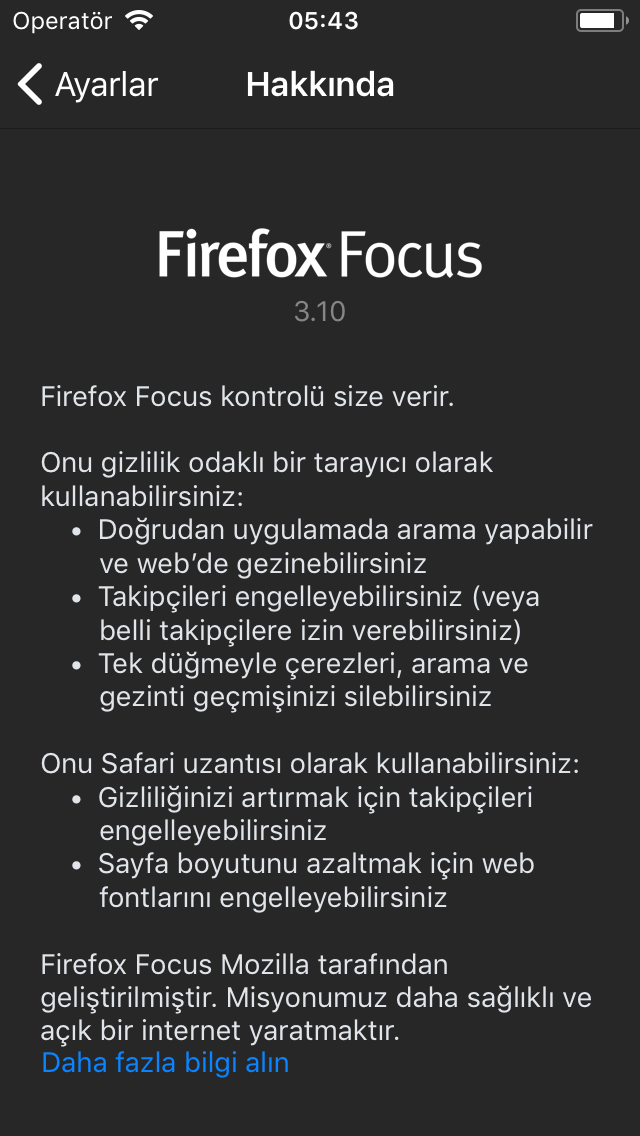 Operatör 05:43
Ayarlar Hakkında
Firefox Focus
3.10
Firefox Focus kontrolü size verir.
Onu gizlilik odaklı bir tarayıcı olarak
kullanabilirsiniz:
• Doğrudan uygulamada arama yapabilir
ve web’de gezinebilirsiniz
• Takipçileri engelleyebilirsiniz (veya
belli takipçilere izin verebilirsiniz)
• Tek düğmeyle çerezleri, arama ve
gezinti geçmişinizi silebilirsiniz
Onu Safari uzantısı olarak kullanabilirsiniz:
• Gizliliğinizi artırmak için takipçileri
engelleyebilirsiniz
• Sayfa boyutunu azaltmak için web
fontlarını engelleyebilirsiniz
Firefox Focus Mozilla tarafından
geliştirilmiştir. Misyonumuz daha sağlıklı ve
açık bir internet yaratmaktır.
Daha fazla bilgi alın